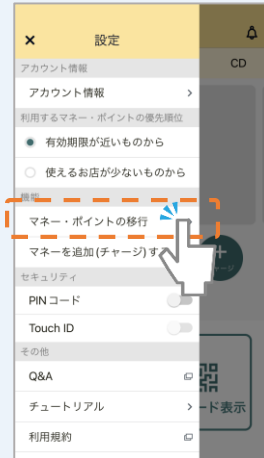 × 設定
CD
アカウント情報
アカウント情報 >
利用するマネー・ポイントの優先順位
有効期限が近いものから
使えるお店が少ないものから
機能
マネー・ポイントの移行
マネーを追加(チャージ)す
セキュリティ
PINコード
Touch ID
その他
Q&A
チュートリアル >
ード表示
利用規約